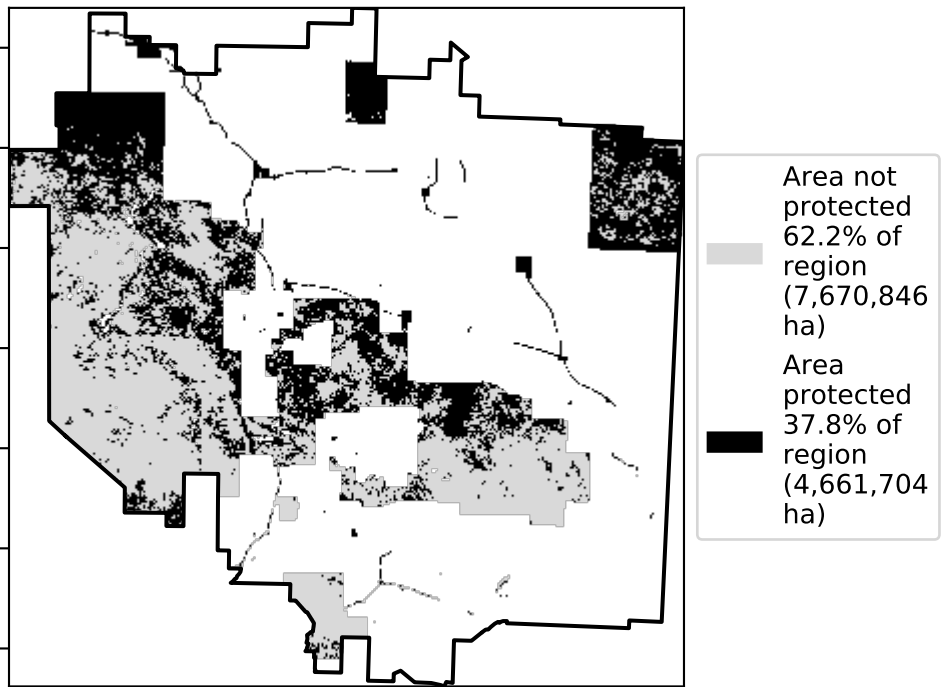 Area not
protected
62.2% of
region
(7,670,846
ha)
Area
protected
37.8% of
region
(4,661,704
ha)